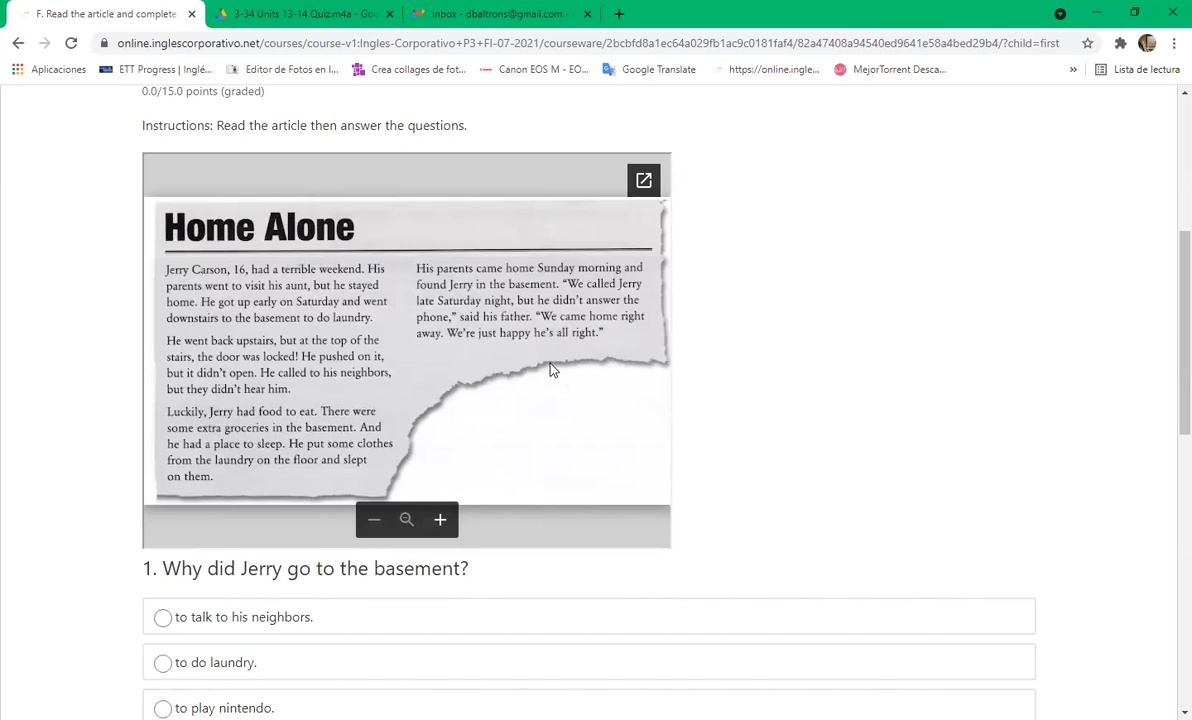 F. Read the article and complete
3-34 Units 13-14 Quiz.m4a - Go
Inbox - dbaltrons@gmail.com -
online.inglescorporativo.net/courses/course-v1:Ingles-Corporativo+P3+FI-07-2021/courseware/2bcbfd8a1ec64a029fb1ac9c0181faf4/82a47408a94540ed9641e58a4bed29b4/?child=first
Aplicaciones
ETT Progress | Inglé...
Editor de Fotos en l...
Crea collages de fot...
Canon EOS M - EO...
Google Translate
https://online.ingle...
MejorTorrent Desca...
»
Lista de lectura
0.0/15.0 points (graded)
Instructions: Read the article then answer the questions.
Home Alone
Jerry Carson, 16, had a terrible weekend. His
parents went to visit his aunt, but he stayed
home. He got up early on Saturday and went
downstairs to the basement to do laundry.
He went back upstairs, but at the top of the
stairs, the door was locked! He pushed on it,
but it didn't open. He called to his neighbors,
but they didn't hear him.
Luckily, Jerry had food to eat. There were
some extra groceries in the basement. And
he had a place to sleep. He put some clothes
from the laundry on the floor and slept
on them.
His parents came home Sunday morning and
found Jerry in the basement. “We called Jerry
late Saturday night, but he didn't answer the
phone,” said his father. “We came home right
away. We're just happy he's all right.”
1. Why did Jerry go to the basement?
to talk to his neighbors.
to do laundry.
to play nintendo.